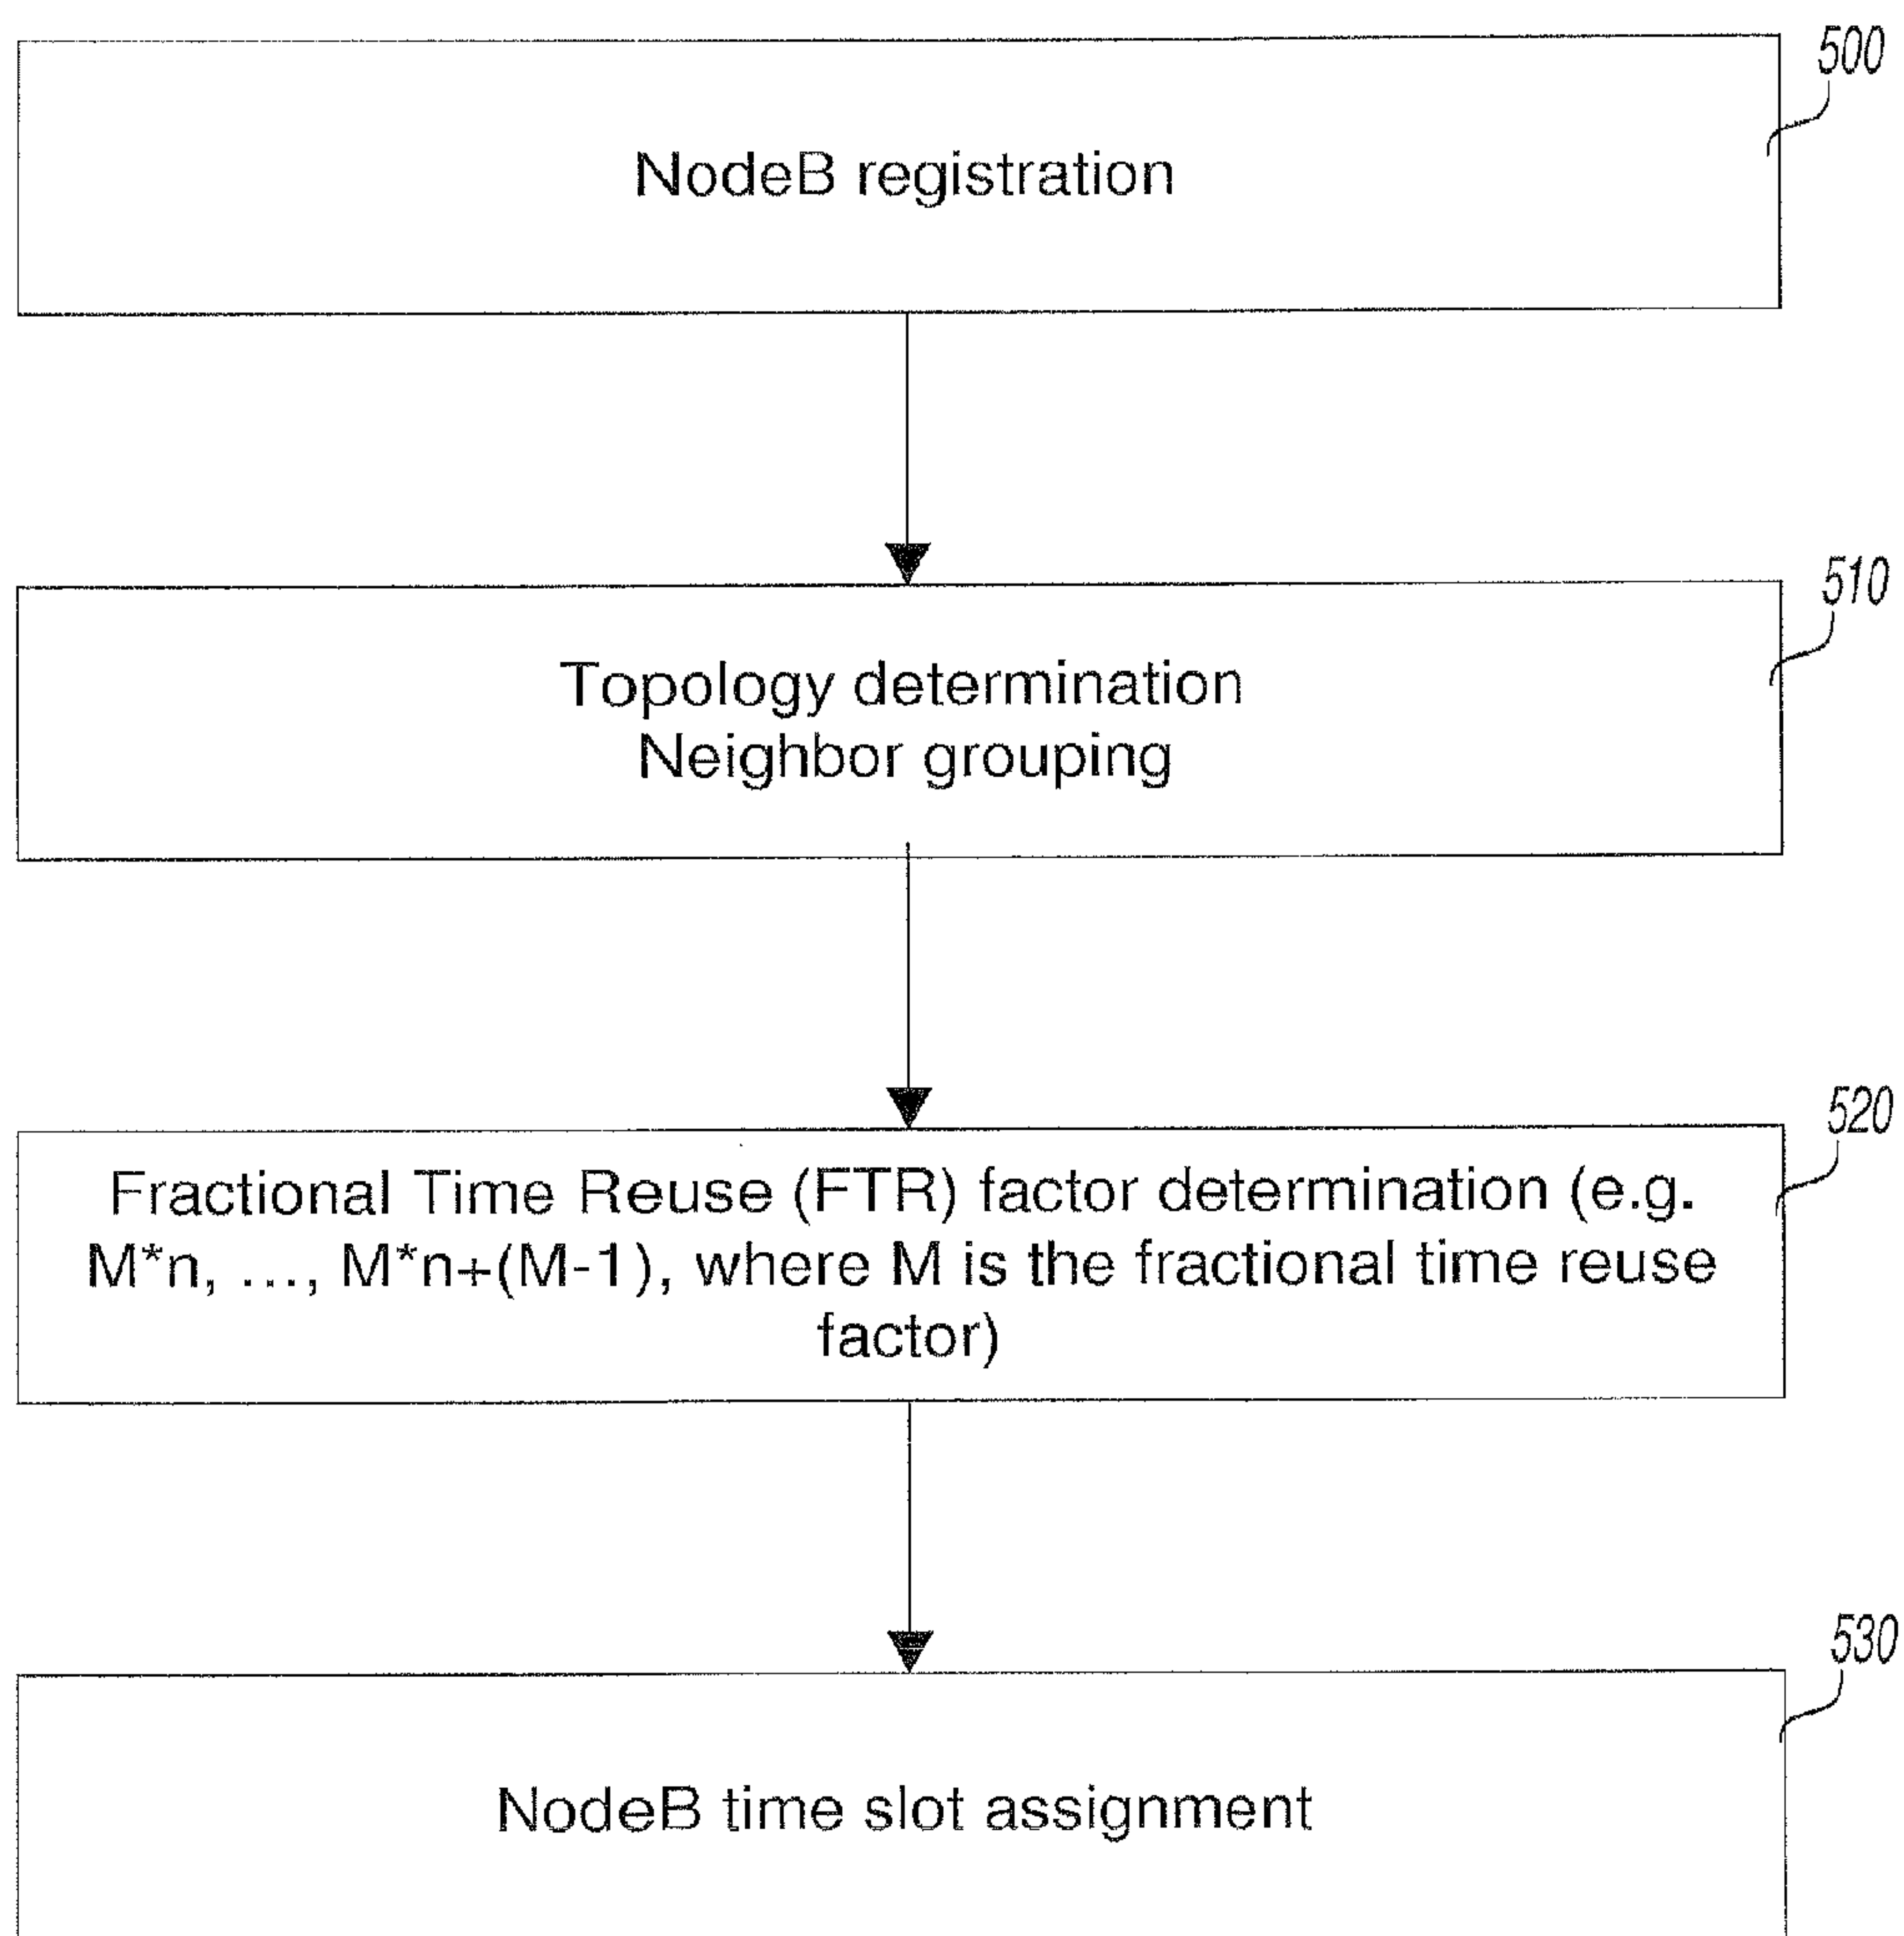 500
NodeB registration
510
Topology determination
Neighbor grouping
520
Fractional Time Reuse (FTR) factor determination (e.g.
M*n, ..., M*n+(M-1), where M is the fractional time reuse
factor)
530
NodeB time slot assignment